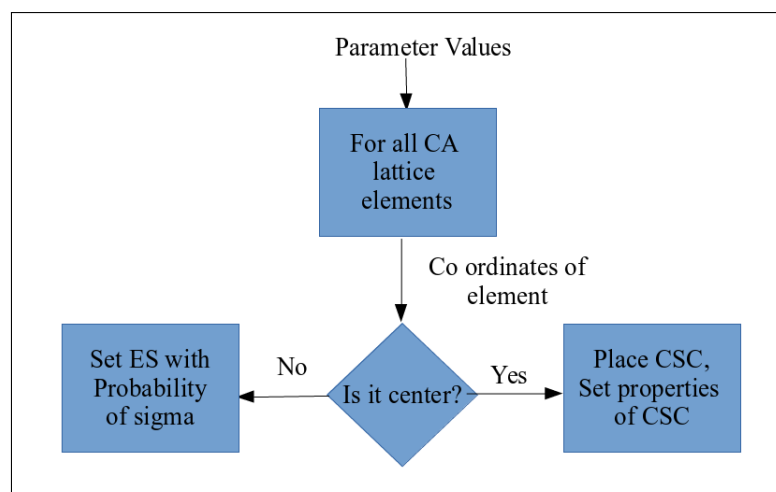 Parameter Values
For all CA
lattice
elements
Co ordinates of
element
Set ES with
Probability
of sigma
No
Is it center?
Yes
Place CSC,
Set properties
of CSC